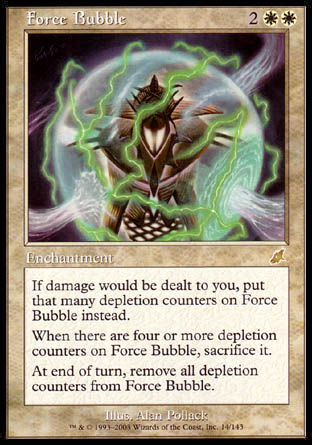 Force Bubble 2
Enchantment
If damage would be dealt to you, put
that many depletion counters on Force
Bubble instead.
When there are four or more depletion
counters on Force Bubble, sacrifice it.
At end of turn, remove all depletion
counters from Force Bubble.
Illus. Alan Pollack
™ & © 1993–2003 Wizards of the Coast, Inc. 14/143